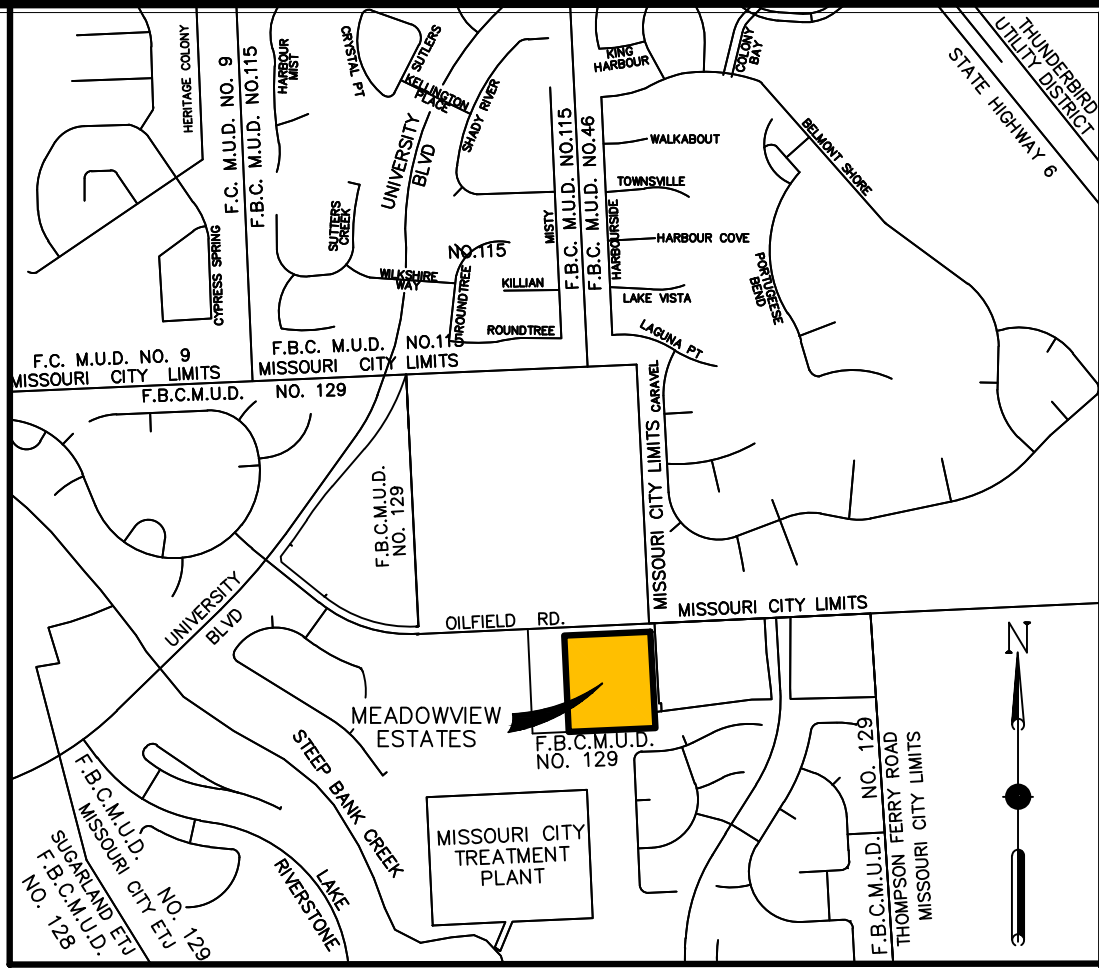 THUNDERBIRD
UTILITY DISTRICT
STATE HIGHWAY 6
HERITAGE COLONY
F.C. M.U.D. NO. 9
F.B.C. M.U.D. NO.115
HARBOUR
MIST
CRYSTAL PT
SUTLERS
KELLINGTON
PLACE
SHADY RIVER
UNIVERSITY
BLVD
KING
HARBOUR
COLONY
BAY
BELMONT SHORE
F.B.C. M.U.D. NO.115
F.B.C. M.U.D. NO.46
WALKABOUT
TOWNSVILLE
MISTY
HARBOURSIDE
HARBOUR COVE
PORTUGEESE
BEND
SUTTERS
CREEK
CYPRESS SPRING
NO.115
WILKSHIRE
WAY
ROUNDTREE
KILLIAN
LAKE VISTA
ROUNDTREE
LAGUNA PT
F.C. M.U.D. NO. 9
MISSOURI CITY LIMITS
F.B.C. M.U.D. NO.115
MISSOURI CITY LIMITS
F.B.C.M.U.D. NO. 129
CARAVEL
MISSOURI CITY LIMITS
F.B.C.M.U.D.
NO. 129
UNIVERSITY
BLVD
OILFIELD RD.
MISSOURI CITY LIMITS
N
MEADOWVIEW
ESTATES
F.B.C.M.U.D.
NO. 129
STEEP BANK CREEK
MISSOURI CITY
TREATMENT
PLANT
LAKE
RIVERSTONE
F.B.C.M.U.D. NO. 129
MISSOURI CITY ETJ
SUGARLAND ETJ
F.B.C.M.U.D.
NO. 128
F.B.C.M.U.D. NO. 129
THOMPSON FERRY ROAD
MISSOURI CITY LIMITS